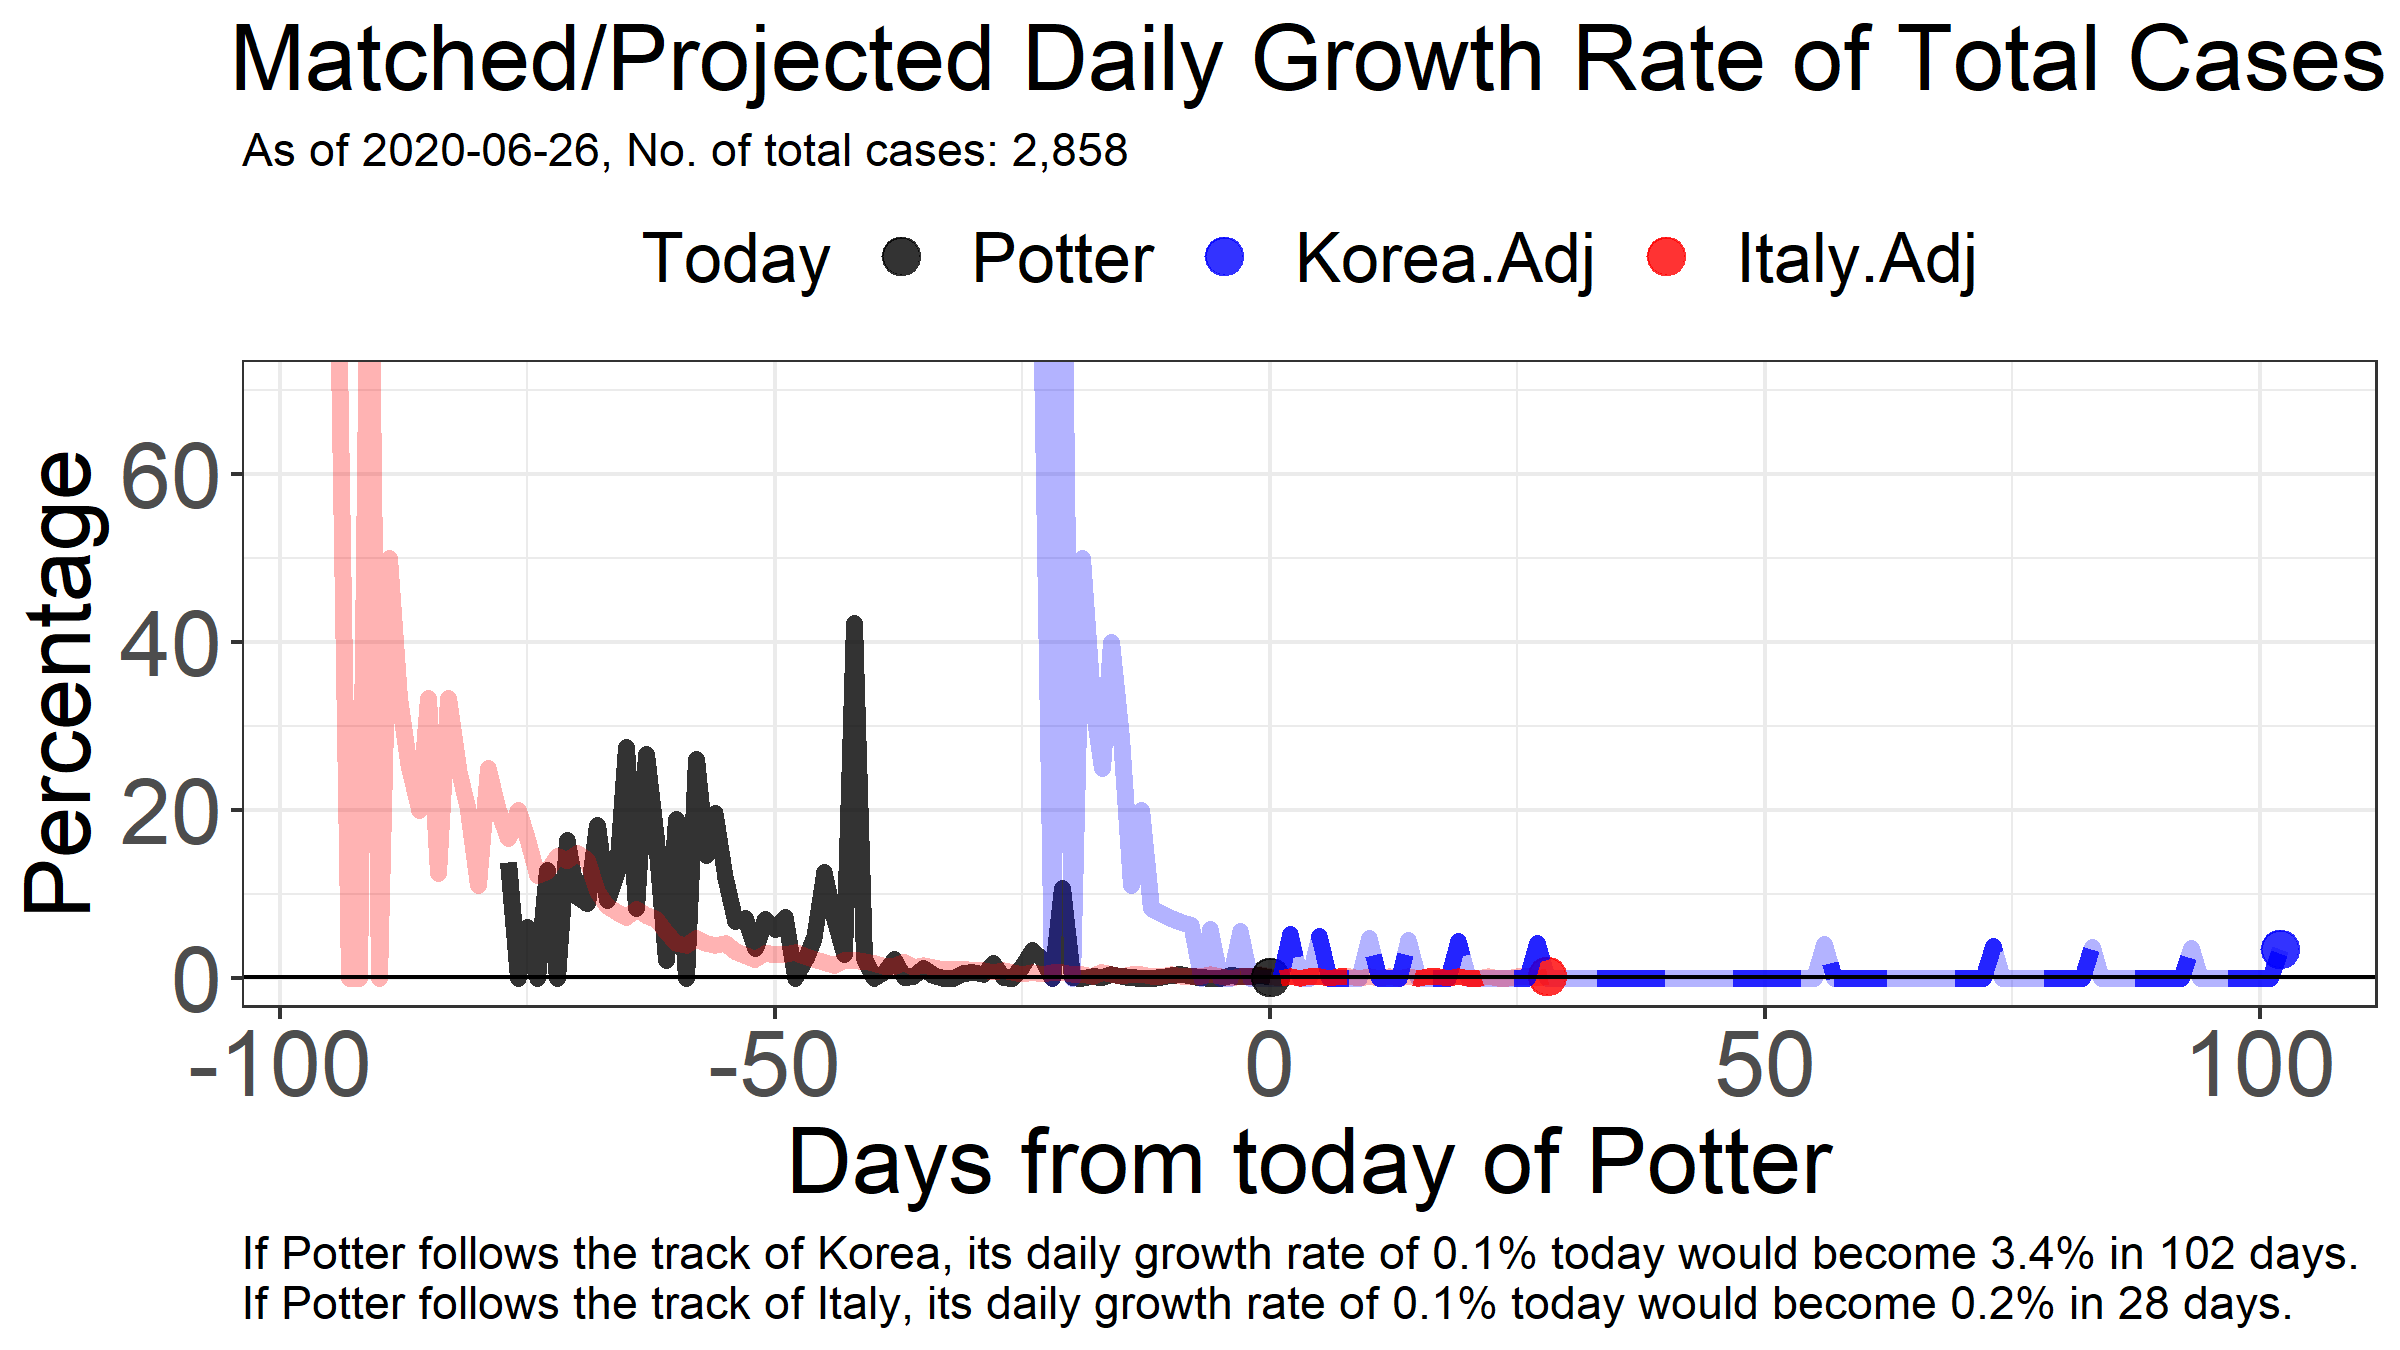 Matched/Projected Daily Growth Rate of Total Cases
As of 2020-06-26, No. of total cases: 2,858
Today Potter Korea.Adj Italy.Adj
Percentage
60
40
20
0
-100 -50 0 50 100
Days from today of Potter
If Potter follows the track of Korea, its daily growth rate of 0.1% today would become 3.4% in 102 days.
If Potter follows the track of Italy, its daily growth rate of 0.1% today would become 0.2% in 28 days.